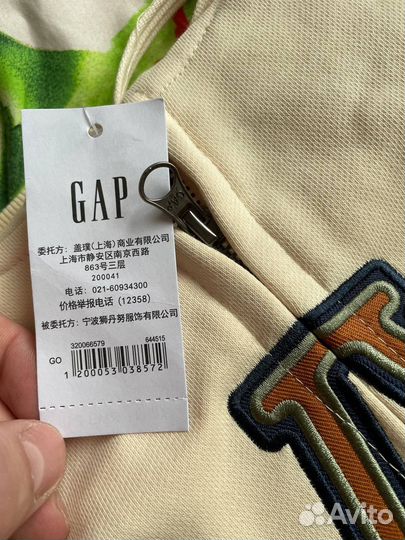 GAP
委托方：盖璞(上海)商业有限公司
上海市静安区南京西路
863号三层
200041
电话：021-60934300
价格举报电话 (12358)
被委托方：宁波狮丹努服饰有限公司
320066579 644515
GO
1 200053 038572
GAP
Avito